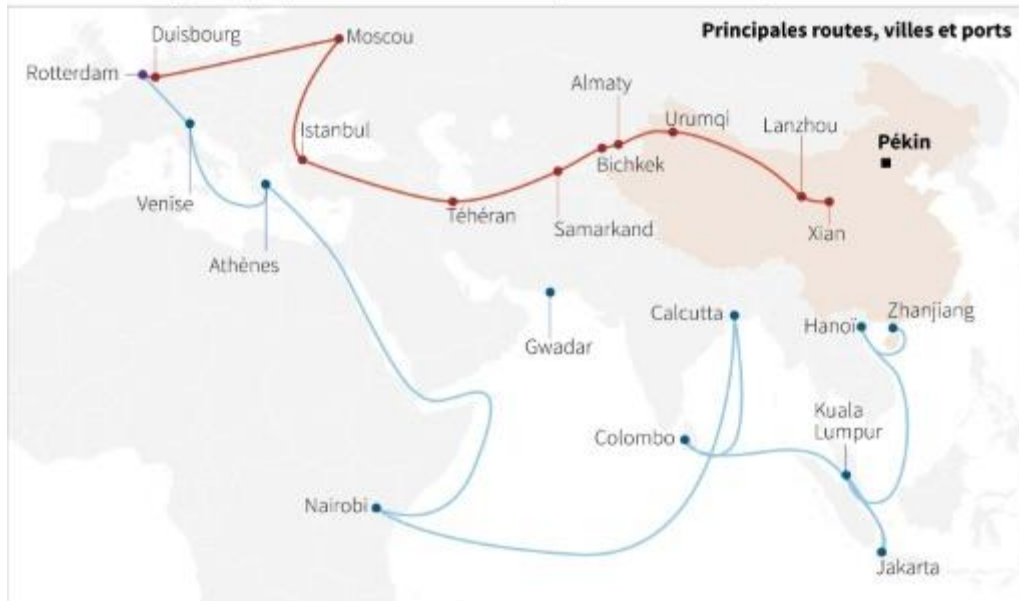 Principales routes, villes et ports
Duisbourg
Moscou
Rotterdam
Almaty
Istanbul
Urumqi
Lanzhou
Pékin
Bichkek
Venise
Téhéran
Samarkand
Xian
Athènes
Calcutta
Hanoï
Zhanjiang
Gwadar
Kuala
Lumpur
Colombo
Nairobi
Jakarta